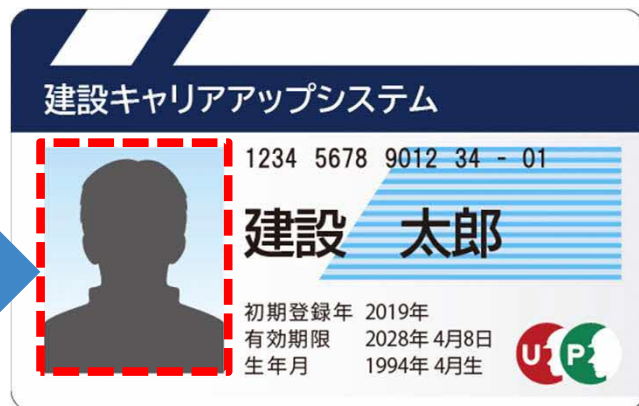 建設キャリアアップシステム
1234 5678 9012 34 - 01
建設 太郎
初期登録年 2019年
有効期限 2028年 4月8日
生年月 1994年 4月生
UP